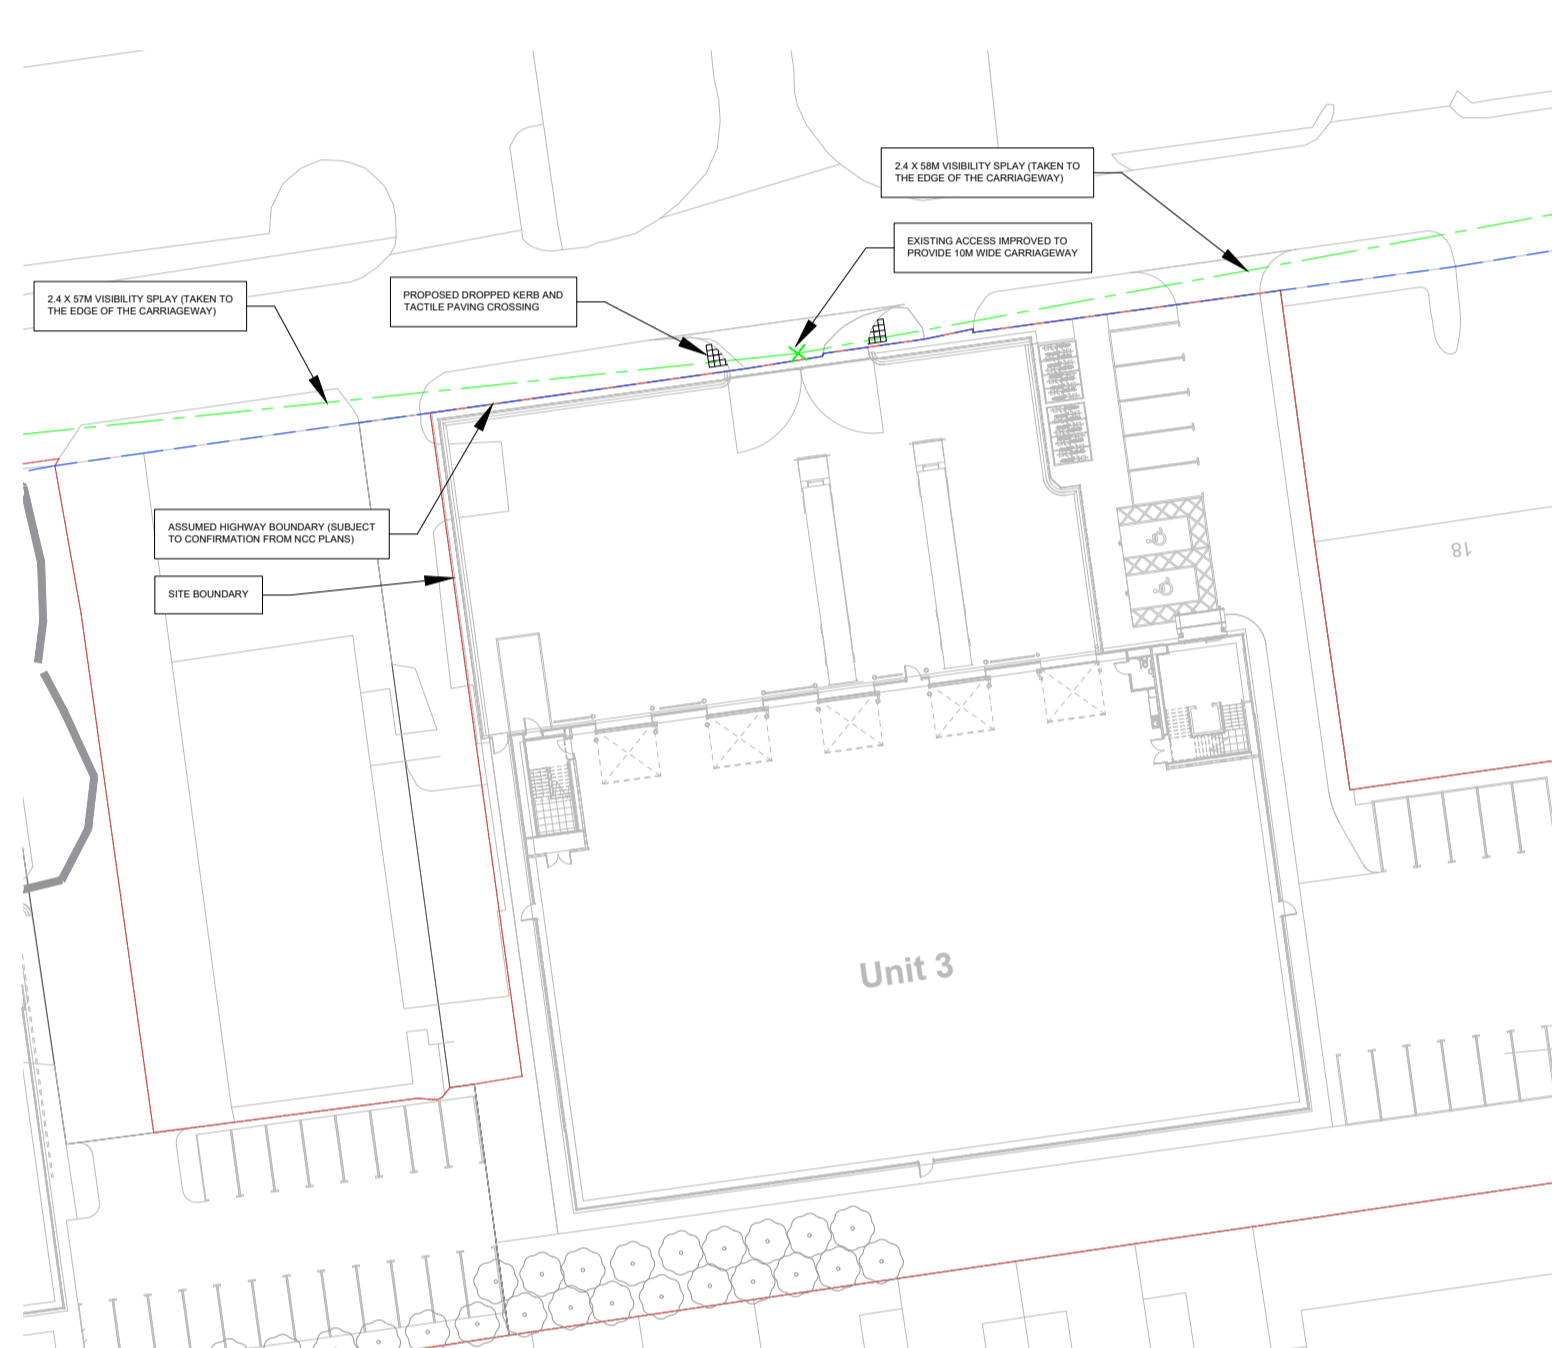 2.4 X 58M VISIBILITY SPLAY (TAKEN TO
THE EDGE OF THE CARRIAGEWAY)
EXISTING ACCESS IMPROVED TO
PROVIDE 10M WIDE CARRIAGEWAY
PROPOSED DROPPED KERB AND
TACTILE PAVING CROSSING
2.4 X 57M VISIBILITY SPLAY (TAKEN TO
THE EDGE OF THE CARRIAGEWAY)
ASSUMED HIGHWAY BOUNDARY (SUBJECT
TO CONFIRMATION FROM NCC PLANS)
SITE BOUNDARY
18
Unit 3